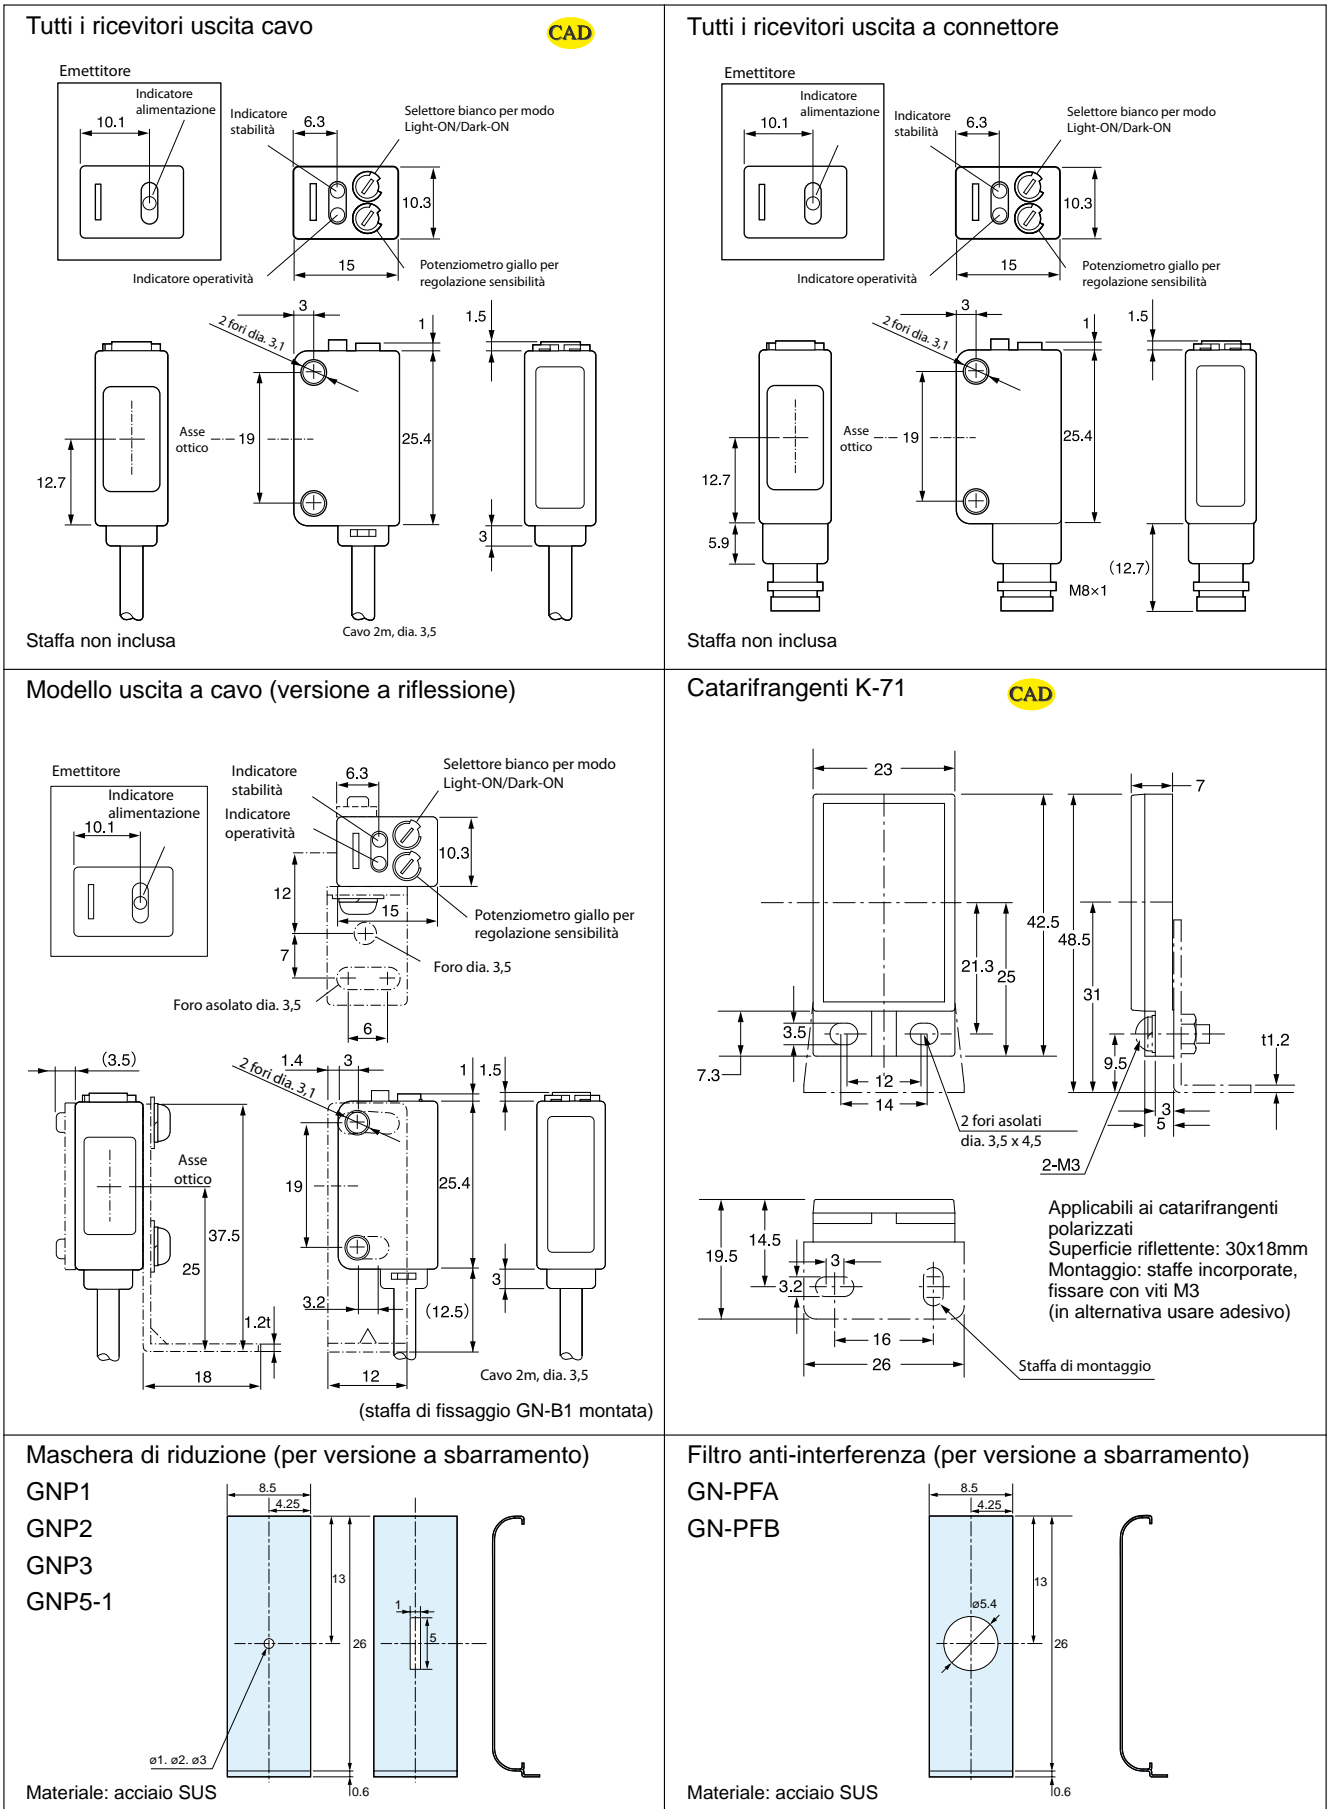 Tutti i ricevitori uscita cavo
CAD
Emettitore
Indicatore
alimentazione
10.1
Indicatore
stabilità
6.3
Selettore bianco per modo
Light-ON/Dark-ON
10.3
15
Indicatore operatività
Potenziometro giallo per
regolazione sensibilità
2 fori dia. 3,1
3
1
1.5
Asse
ottico
19
25.4
12.7
3
Cavo 2m, dia. 3,5
Staffa non inclusa
Tutti i ricevitori uscita a connettore
Emettitore
Indicatore
alimentazione
10.1
Indicatore
stabilità
6.3
Selettore bianco per modo
Light-ON/Dark-ON
10.3
15
Indicatore operatività
Potenziometro giallo per
regolazione sensibilità
2 fori dia. 3,1
3
1
1.5
Asse
ottico
19
25.4
12.7
5.9
(12.7)
M8×1
Staffa non inclusa
Modello uscita a cavo (versione a riflessione)
Emettitore
Indicatore
alimentazione
10.1
Indicatore
stabilità
Indicatore
operatività
6.3
Selettore bianco per modo
Light-ON/Dark-ON
10.3
12
15
Potenziometro giallo per
regolazione sensibilità
7
Foro dia. 3,5
Foro asolato dia. 3,5
6
(3.5)
2 fori dia. 3,1
1.4
3
1
1.5
Asse
ottico
19
25.4
37.5
25
3
3.2
(12.5)
1.2t
18
12
Cavo 2m, dia. 3,5
(staffa di fissaggio GN-B1 montata)
Catarifrangenti K-71
CAD
23
7
42.5
48.5
21.3
25
31
3.5
7.3
9.5
t1.2
12
14
3
5
2 fori asolati
dia. 3,5 x 4,5
2-M3
19.5
14.5
3
3.2
16
26
Staffa di montaggio
Applicabili ai catarifrangenti
polarizzati
Superficie riflettente: 30x18mm
Montaggio: staffe incorporate,
fissare con viti M3
(in alternativa usare adesivo)
Maschera di riduzione (per versione a sbarramento)
GNP1
GNP2
GNP3
GNP5-1
8.5
4.25
13
26
1
5
ø1. ø2. ø3
0.6
Materiale: acciaio SUS
Filtro anti-interferenza (per versione a sbarramento)
GN-PFA
GN-PFB
8.5
4.25
13
ø5.4
26
0.6
Materiale: acciaio SUS